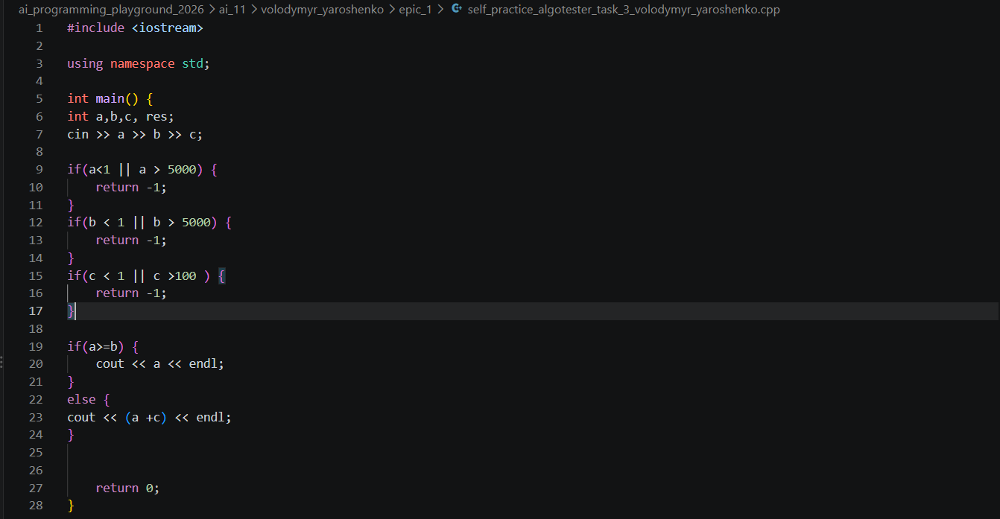 ai_programming_playground_2026 > ai_11 > volodymyr_yaroshenko > epic_1 > self_practice_algotester_task_3_volodymyr_yaroshenko.cpp
1 #include <iostream>
2
3 using namespace std;
4
5 int main() {
6 int a,b,c, res;
7 cin >> a >> b >> c;
8
9 if(a<1 || a > 5000) {
10     return -1;
11 }
12 if(b < 1 || b > 5000) {
13     return -1;
14 }
15 if(c < 1 || c >100 ) {
16     return -1;
17 }
18
19 if(a>=b) {
20     cout << a << endl;
21 }
22 else {
23 cout << (a +c) << endl;
24 }
25
26
27     return 0;
28 }